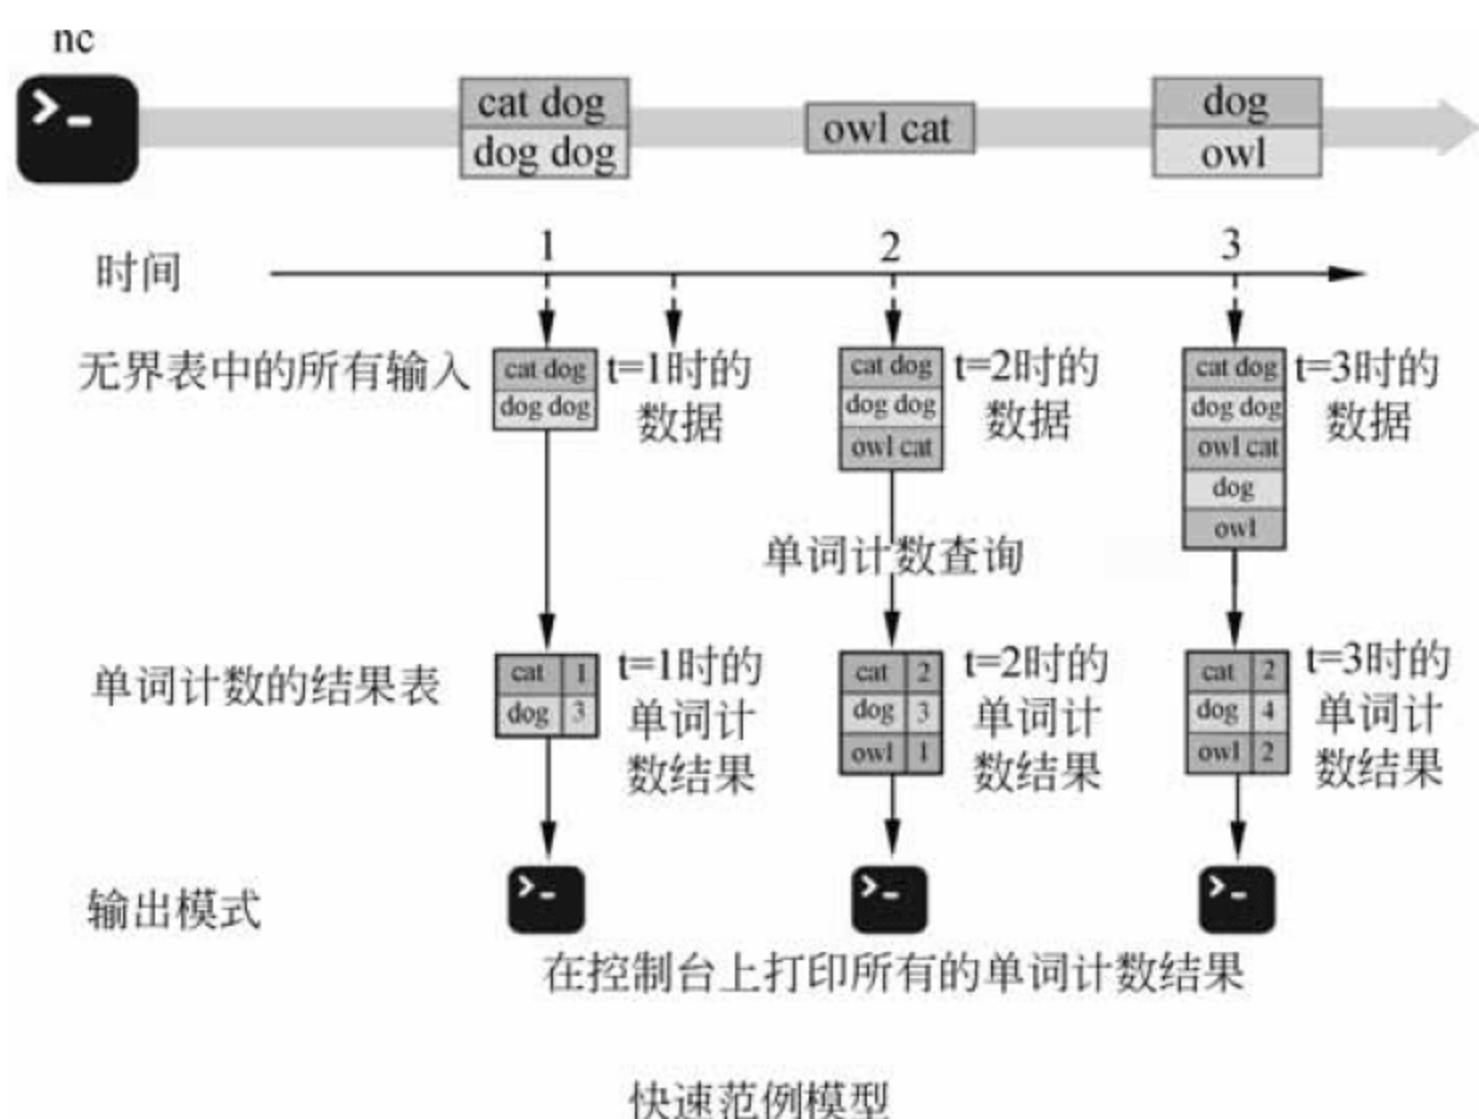 nc
cat dog
dog dog
owl cat
dog
owl
时间
1
2
3
无界表中的所有输入
cat dog
dog dog
t=1时的
数据
cat dog
dog dog
owl cat
t=2时的
数据
cat dog
dog dog
owl cat
dog
owl
t=3时的
数据
单词计数查询
单词计数的结果表
cat 1
dog 3
t=1时的
单词计
数结果
cat 2
dog 3
owl 1
t=2时的
单词计
数结果
cat 2
dog 4
owl 2
t=3时的
单词计
数结果
输出模式
在控制台上打印所有的单词计数结果
快速范例模型